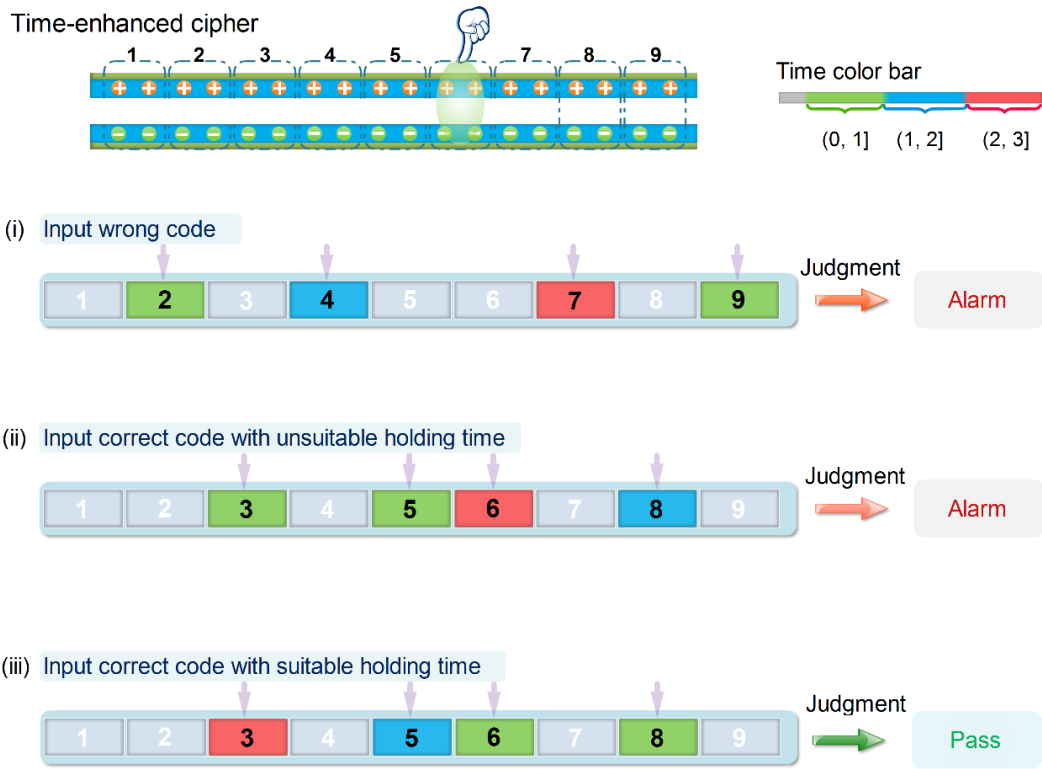 Time-enhanced cipher
1 2 3 4 5 7 8 9
Time color bar
(0, 1] (1, 2] (2, 3]
(i) Input wrong code
1 2 3 4 5 6 7 8 9
Judgment
Alarm
(ii) Input correct code with unsuitable holding time
1 2 3 4 5 6 7 8 9
Judgment
Alarm
(iii) Input correct code with suitable holding time
1 2 3 4 5 6 7 8 9
Judgment
Pass